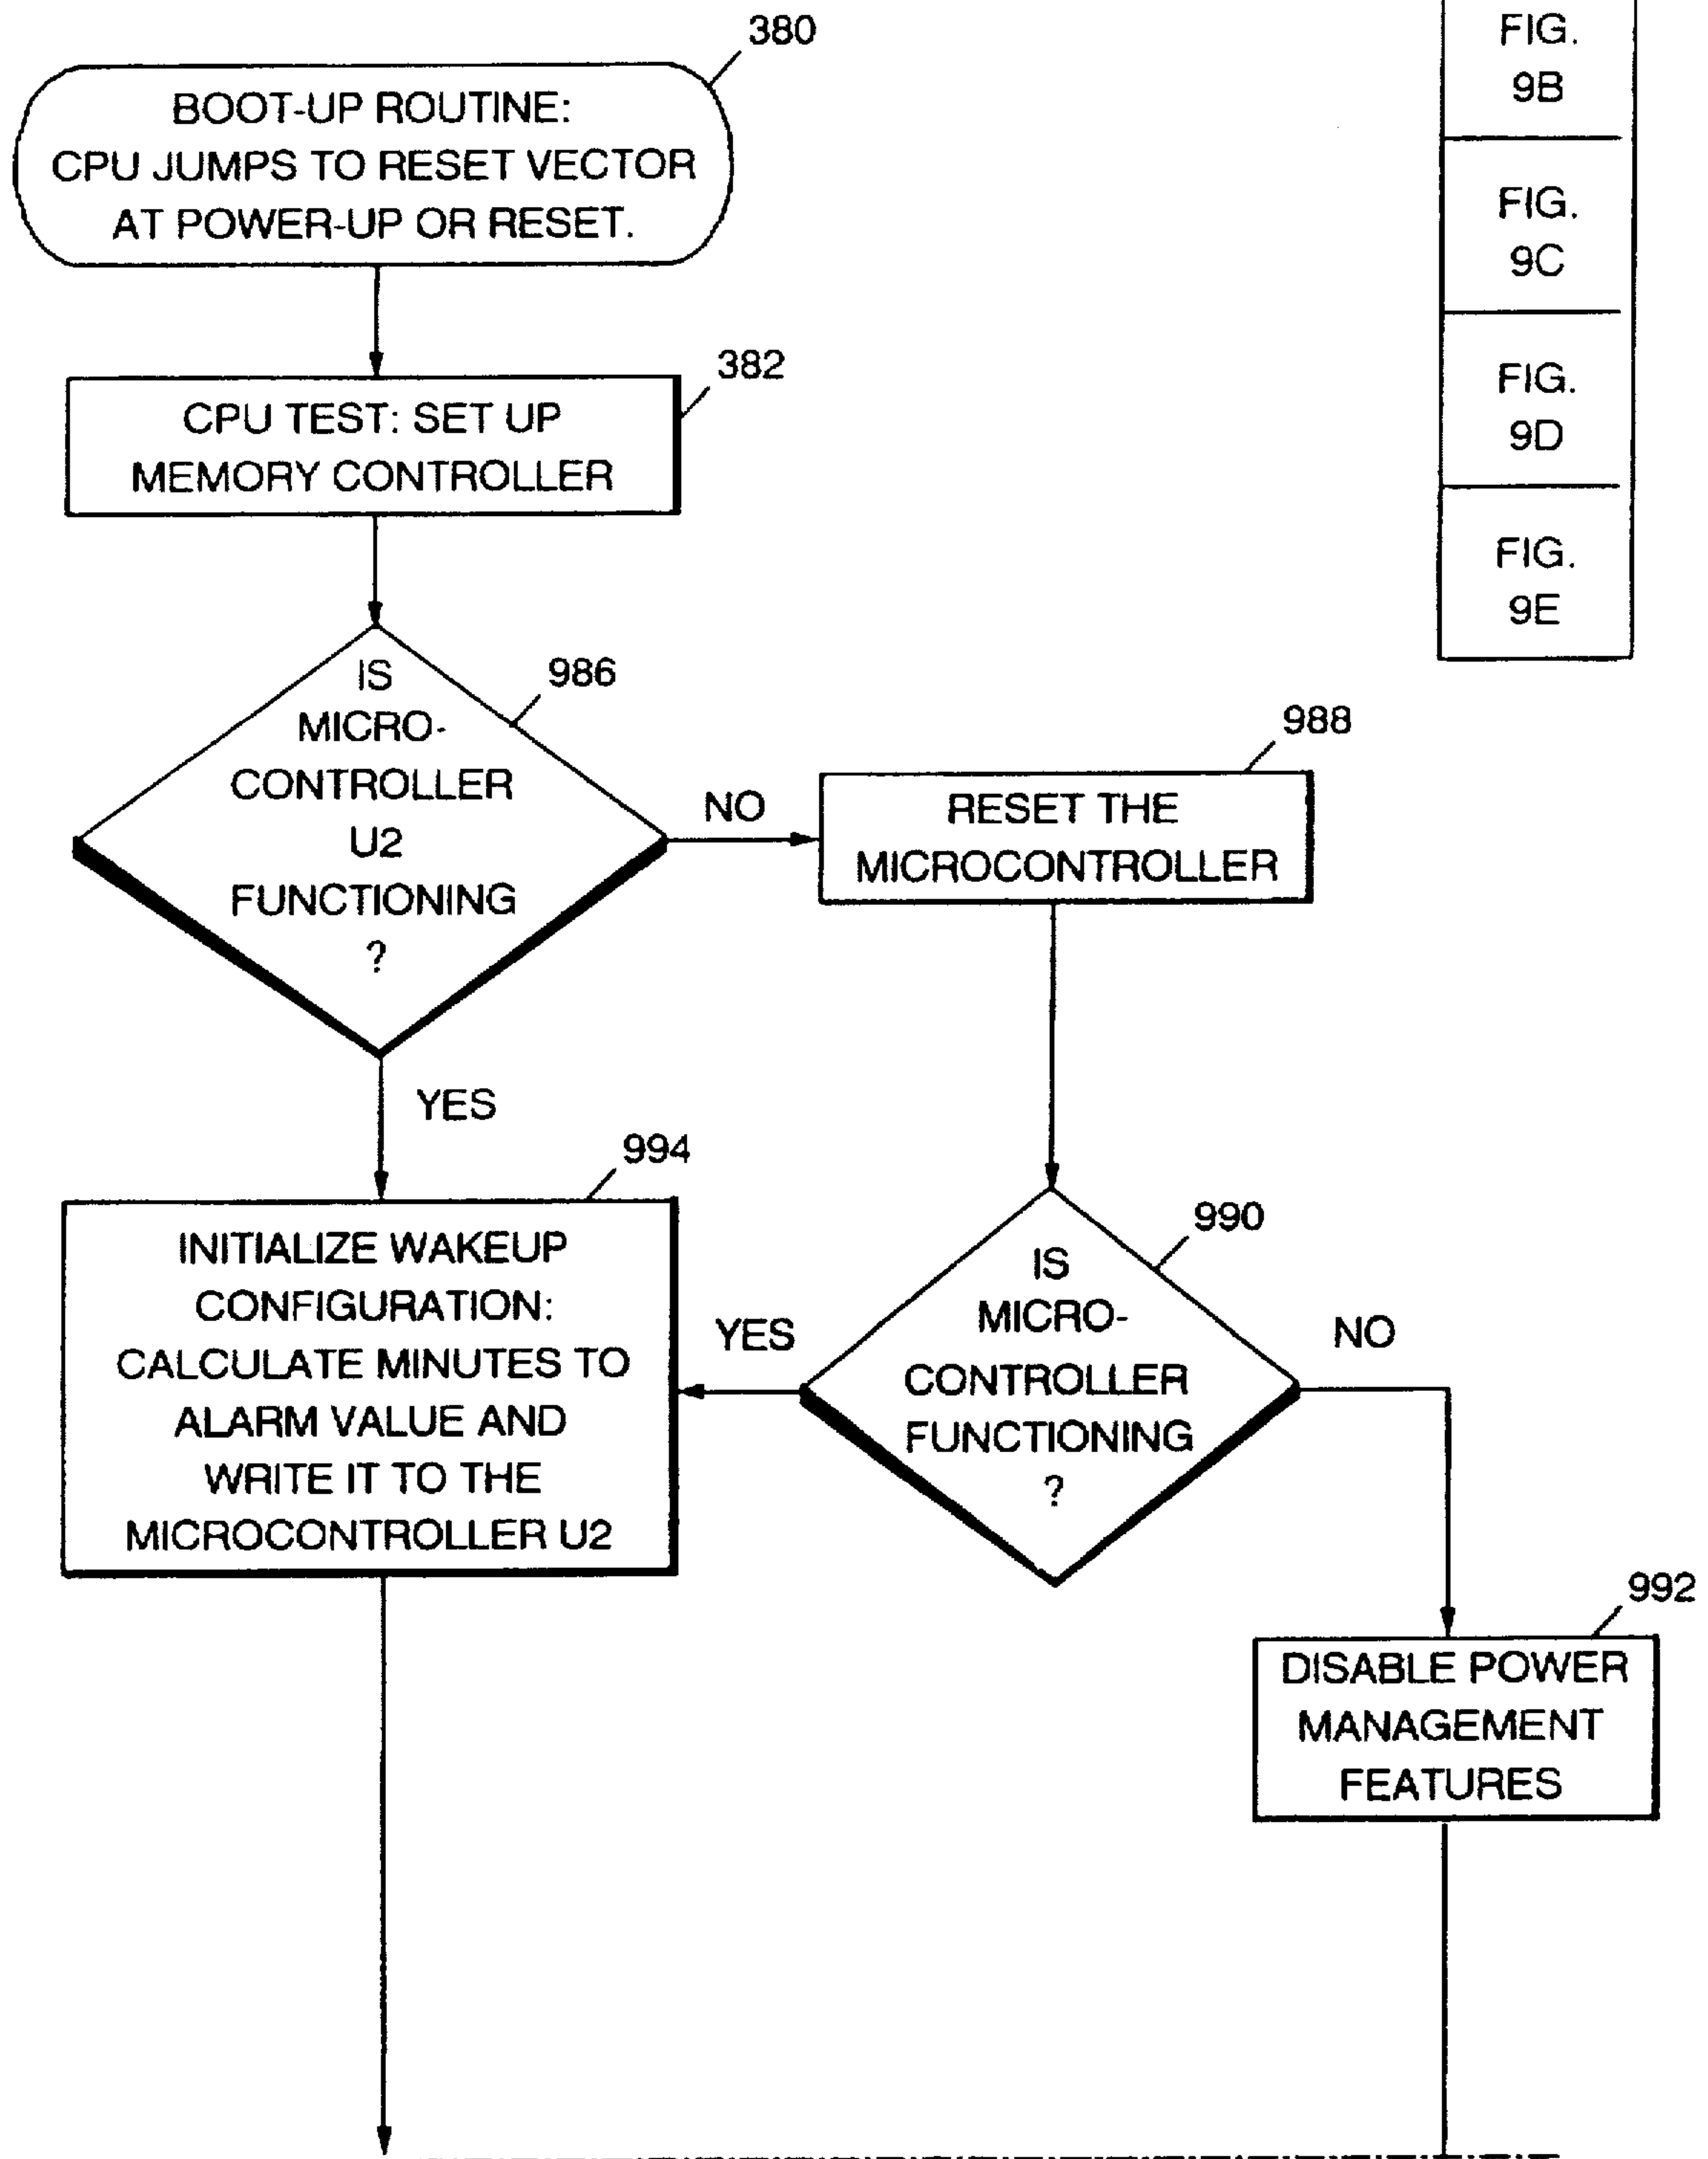 380
BOOT-UP ROUTINE:
CPU JUMPS TO RESET VECTOR
AT POWER-UP OR RESET.
FIG.
9B
FIG.
9C
FIG.
9D
FIG.
9E
382
CPU TEST: SET UP
MEMORY CONTROLLER
986
IS
MICRO-
CONTROLLER
U2
FUNCTIONING
?
NO
988
RESET THE
MICROCONTROLLER
YES
994
INITIALIZE WAKEUP
CONFIGURATION:
CALCULATE MINUTES TO
ALARM VALUE AND
WRITE IT TO THE
MICROCONTROLLER U2
YES
990
IS
MICRO-
CONTROLLER
FUNCTIONING
?
NO
992
DISABLE POWER
MANAGEMENT
FEATURES